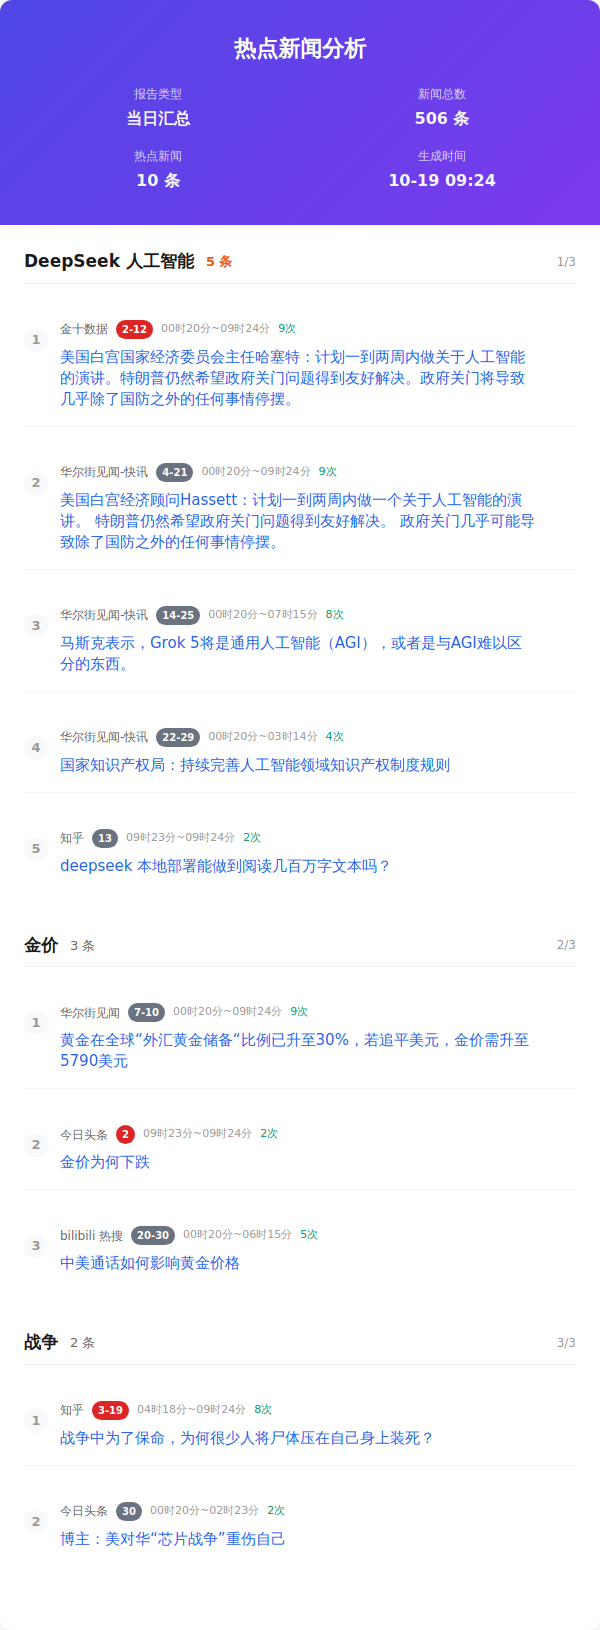 热点新闻分析
报告类型
当日汇总
新闻总数
506 条
热点新闻
10 条
生成时间
10-19 09:24
DeepSeek 人工智能 5 条 1/3
1 金十数据 2-12 00时20分~09时24分 9次
美国白宫国家经济委员会主任哈塞特：计划一到两周内做关于人工智能
的演讲。特朗普仍然希望政府关门问题得到友好解决。政府关门将导致
几乎除了国防之外的任何事情停摆。
2 华尔街见闻-快讯 4-21 00时20分~09时24分 9次
美国白宫经济顾问Hassett：计划一到两周内做一个关于人工智能的演
讲。 特朗普仍然希望政府关门问题得到友好解决。 政府关门几乎可能导
致除了国防之外的任何事情停摆。
3 华尔街见闻-快讯 14-25 00时20分~07时15分 8次
马斯克表示，Grok 5将是通用人工智能（AGI），或者是与AGI难以区
分的东西。
4 华尔街见闻-快讯 22-29 00时20分~03时14分 4次
国家知识产权局：持续完善人工智能领域知识产权制度规则
5 知乎 13 09时23分~09时24分 2次
deepseek 本地部署能做到阅读几百万字文本吗？
金价 3 条 2/3
1 华尔街见闻 7-10 00时20分~09时24分 9次
黄金在全球“外汇黄金储备“比例已升至30%，若追平美元，金价需升至
5790美元
2 今日头条 2 09时23分~09时24分 2次
金价为何下跌
3 bilibili 热搜 20-30 00时20分~06时15分 5次
中美通话如何影响黄金价格
战争 2 条 3/3
1 知乎 3-19 04时18分~09时24分 8次
战争中为了保命，为何很少人将尸体压在自己身上装死？
2 今日头条 30 00时20分~02时23分 2次
博主：美对华“芯片战争”重伤自己